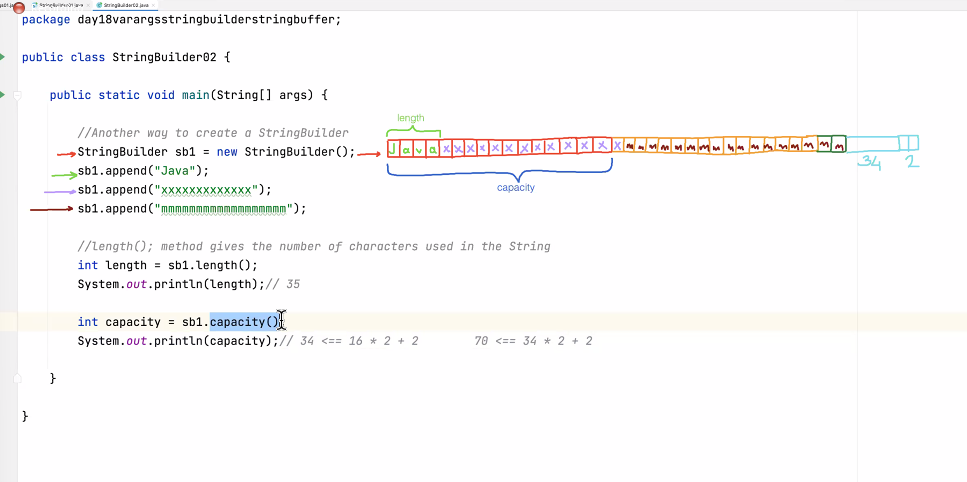 StringBuilder01.java StringBuilder02.java
package day18varargsstringbuilderstringbuffer;
public class StringBuilder02 {
public static void main(String[] args) {
length
//Another way to create a StringBuilder
StringBuilder sb1 = new StringBuilder();
J a v a x x x x x x x x x x x x x m m m m m m m m m m m m m m m m m m
34 2
sb1.append("Java");
capacity
sb1.append("xxxxxxxxxxxxx");
sb1.append("mmmmmmmmmmmmmmmmmm");
//length(); method gives the number of characters used in the String
int length = sb1.length();
System.out.println(length);// 35
int capacity = sb1.capacity();
System.out.println(capacity);// 34 <== 16 * 2 + 2 70 <== 34 * 2 + 2
}
}